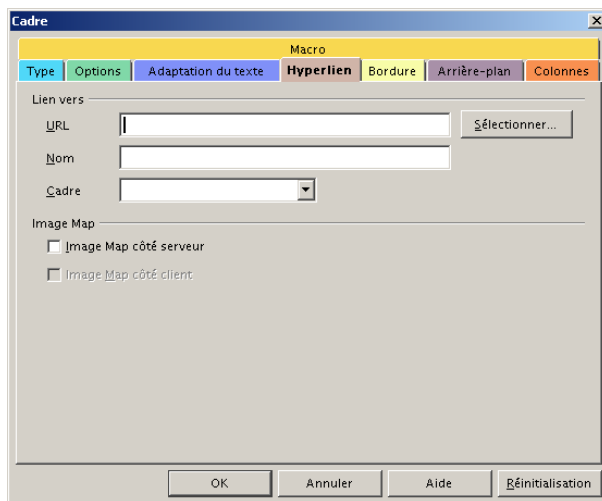 Cadre
Macro
Type Options Adaptation du texte Hyperlien Bordure Arrière-plan Colonnes
Lien vers
URL Sélectionner...
Nom
Cadre
Image Map
Image Map côté serveur
Image Map côté client
OK Annuler Aide Réinitialisation